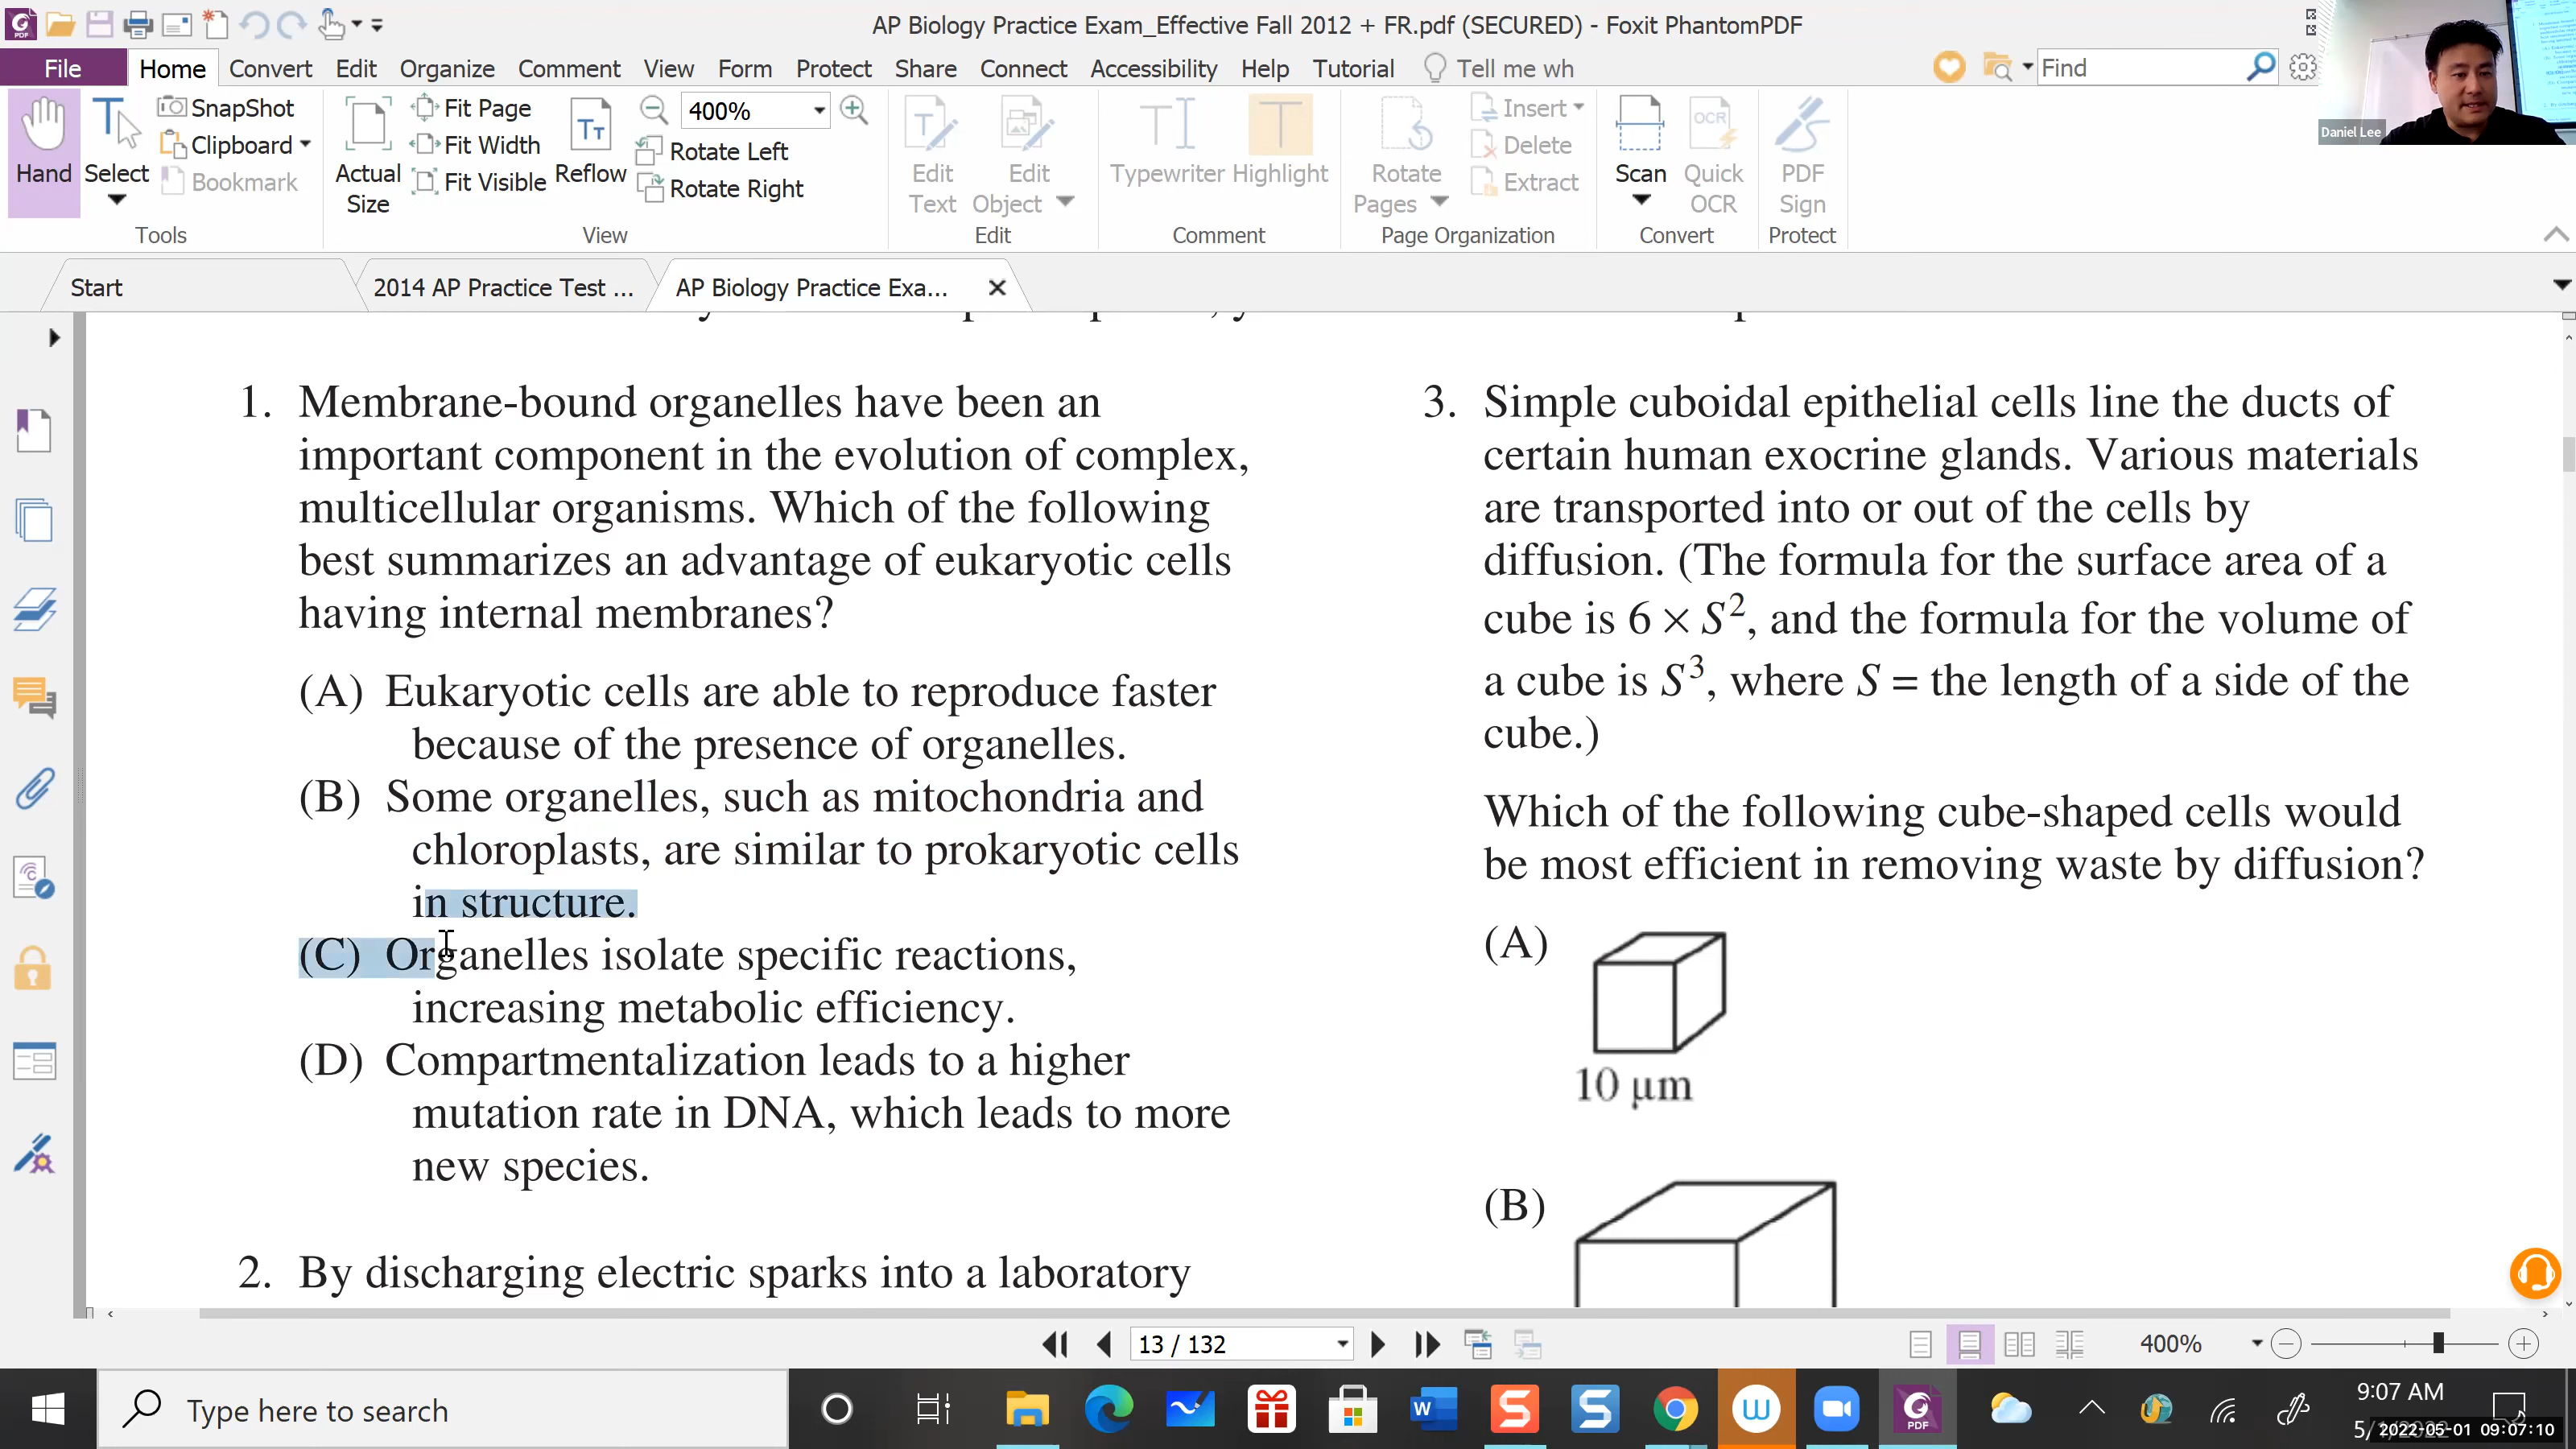 AP Biology Practice Exam_Effective Fall 2012 + FR.pdf (SECURED) - Foxit PhantomPDF
File Home Convert Edit Organize Comment View Form Protect Share Connect Accessibility Help Tutorial Tell me wh Find
Daniel Lee
Hand
Select
SnapShot
Clipboard
Bookmark
Tools
Actual
Size
Fit Page
Fit Width
Fit Visible
Reflow
400%
Rotate Left
Rotate Right
View
Edit
Text
Edit
Object
Edit
Typewriter
Highlight
Comment
Rotate
Pages
Insert
Delete
Extract
Page Organization
Scan
Quick
OCR
Convert
PDF
Sign
Protect
Start
2014 AP Practice Test ...
AP Biology Practice Exa...
1. Membrane-bound organelles have been an
important component in the evolution of complex,
multicellular organisms. Which of the following
best summarizes an advantage of eukaryotic cells
having internal membranes?
(A) Eukaryotic cells are able to reproduce faster
because of the presence of organelles.
(B) Some organelles, such as mitochondria and
chloroplasts, are similar to prokaryotic cells
in structure.
(C) Organelles isolate specific reactions,
increasing metabolic efficiency.
(D) Compartmentalization leads to a higher
mutation rate in DNA, which leads to more
new species.
2. By discharging electric sparks into a laboratory
3. Simple cuboidal epithelial cells line the ducts of
certain human exocrine glands. Various materials
are transported into or out of the cells by
diffusion. (The formula for the surface area of a
cube is 6 × S², and the formula for the volume of
a cube is S³, where S = the length of a side of the
cube.)
Which of the following cube-shaped cells would
be most efficient in removing waste by diffusion?
(A)
10 µm
(B)
13 / 132
400%
Type here to search
9:07 AM
2022-05-01 09:07:10